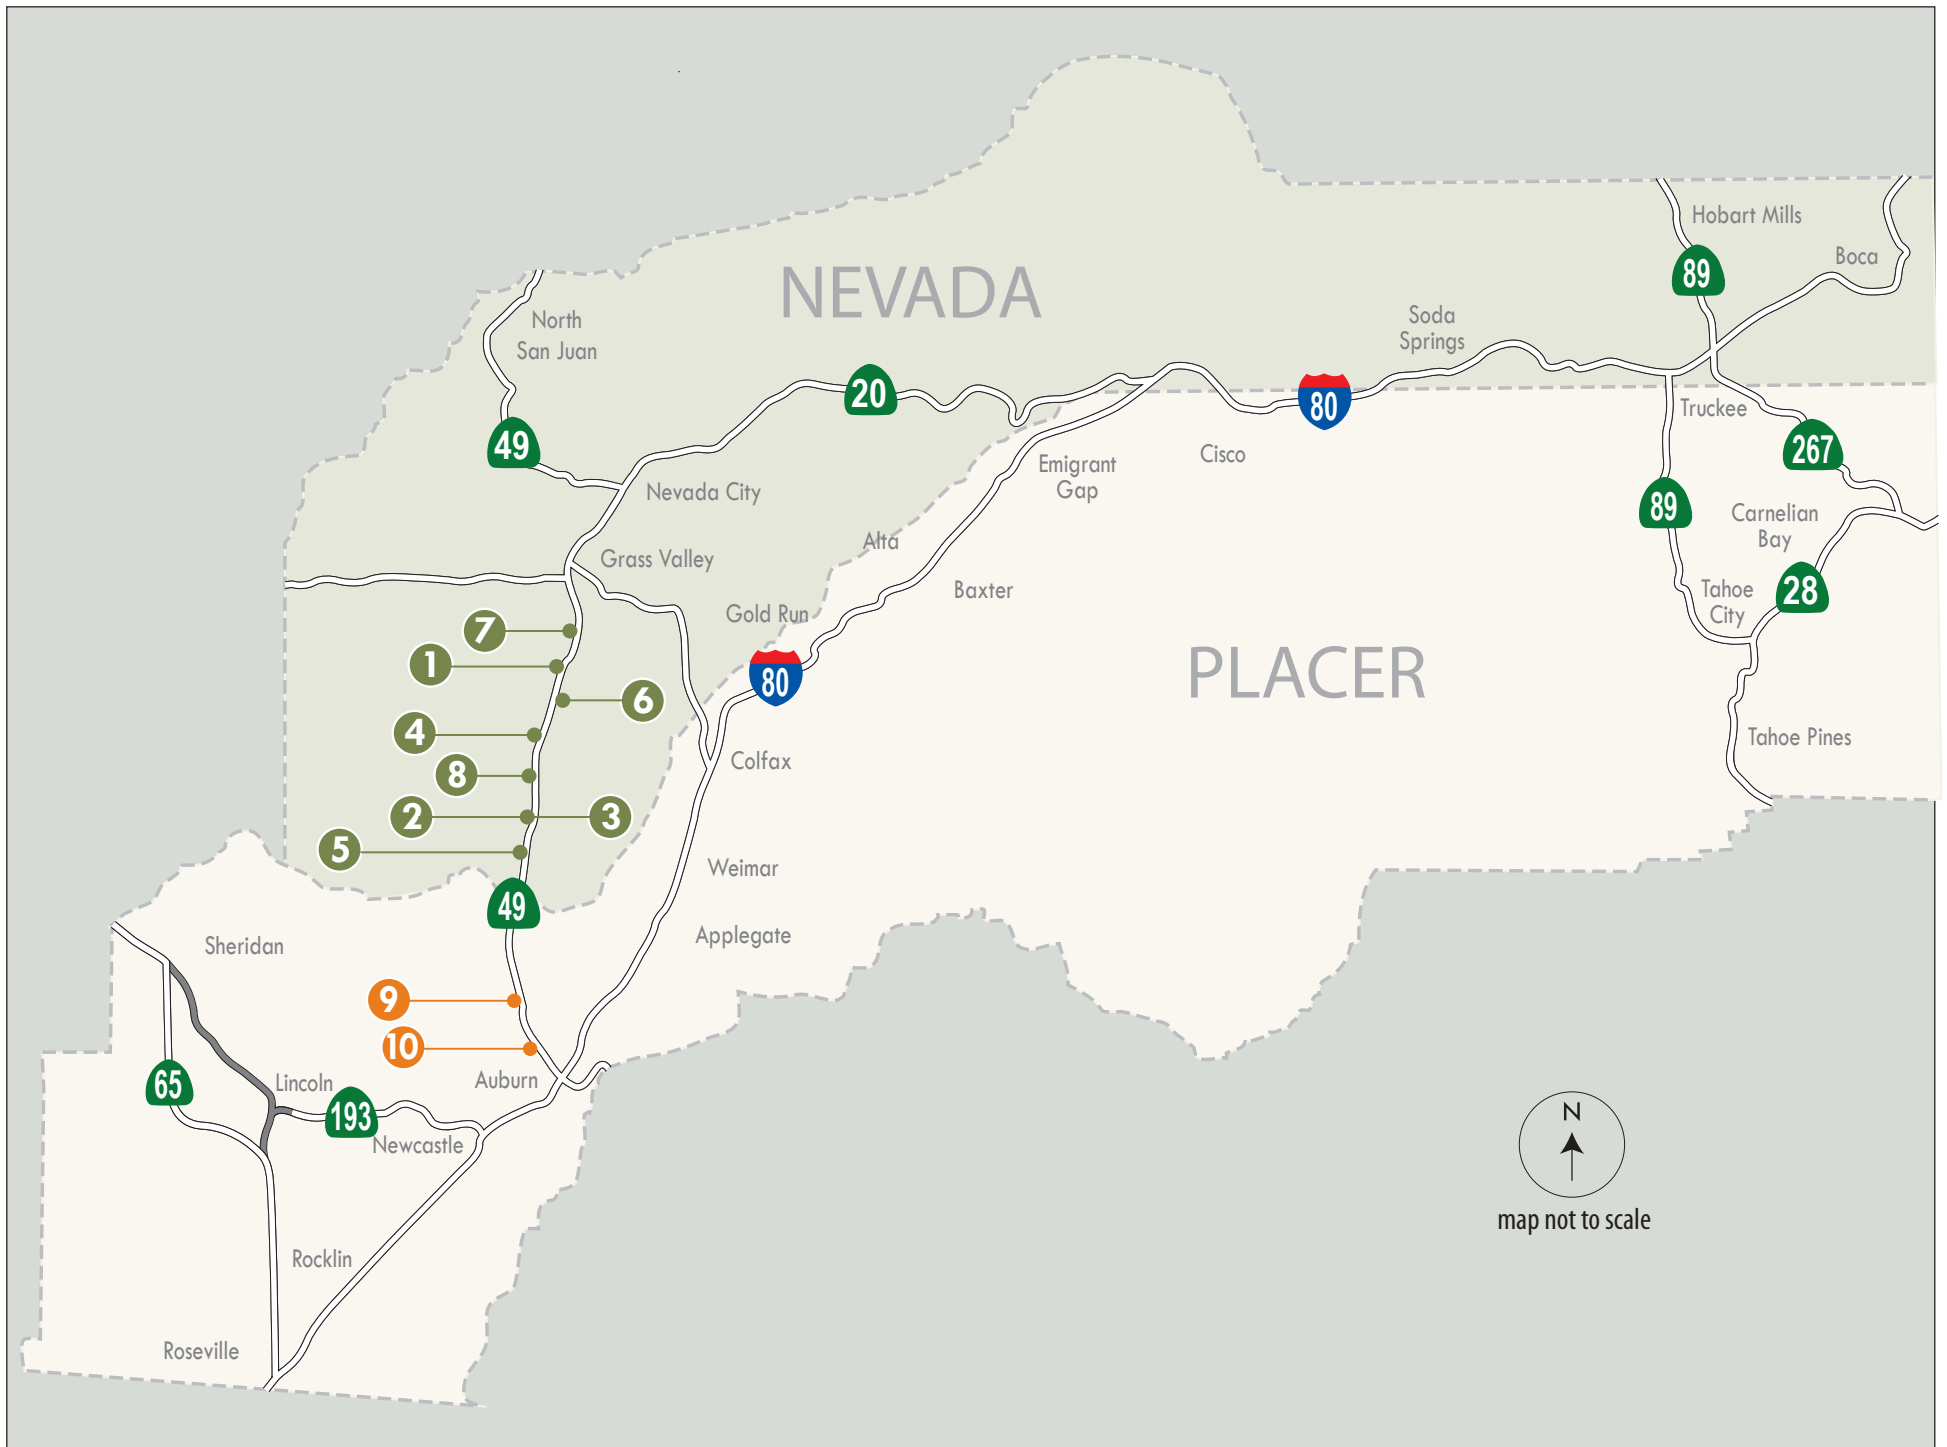 Hobart Mills
Boca
89
NEVADA
North
San Juan
Soda
Springs
20
80
Truckee
49
267
Cisco
Emigrant
Gap
Nevada City
89
Carnelian
Bay
Alta
Grass Valley
Baxter
28
Tahoe
City
Gold Run
7
1
80
PLACER
6
4
Tahoe Pines
Colfax
8
2
3
5
Weimar
49
Applegate
Sheridan
9
10
65
Lincoln
Auburn
193
Newcastle
N
map not to scale
Rocklin
Roseville